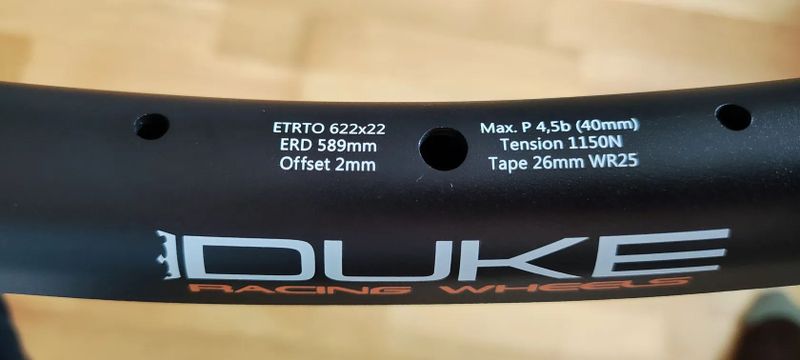 ETRTO 622x22
ERD 589mm
Offset 2mm
Max. P 4,5b (40mm)
Tension 1150N
Tape 26mm WR25
DUKE
RACING WHEELS